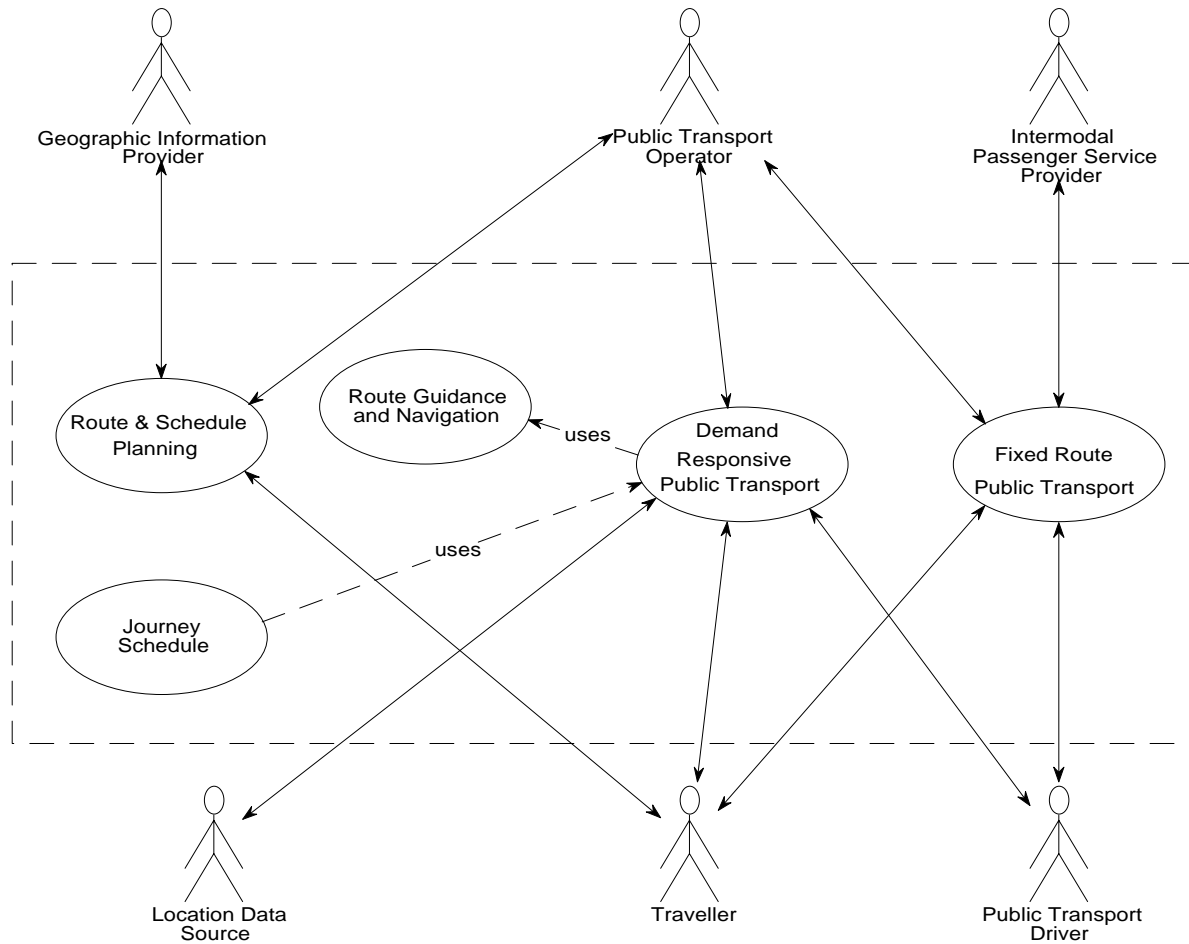 Geographic Information
Provider
Public Transport
Operator
Intermodal
Passenger Service
Provider
Route & Schedule
Planning
Route Guidance
and Navigation
uses
Demand
Responsive
Public Transport
Fixed Route
Public Transport
uses
Journey
Schedule
Location Data
Source
Traveller
Public Transport
Driver